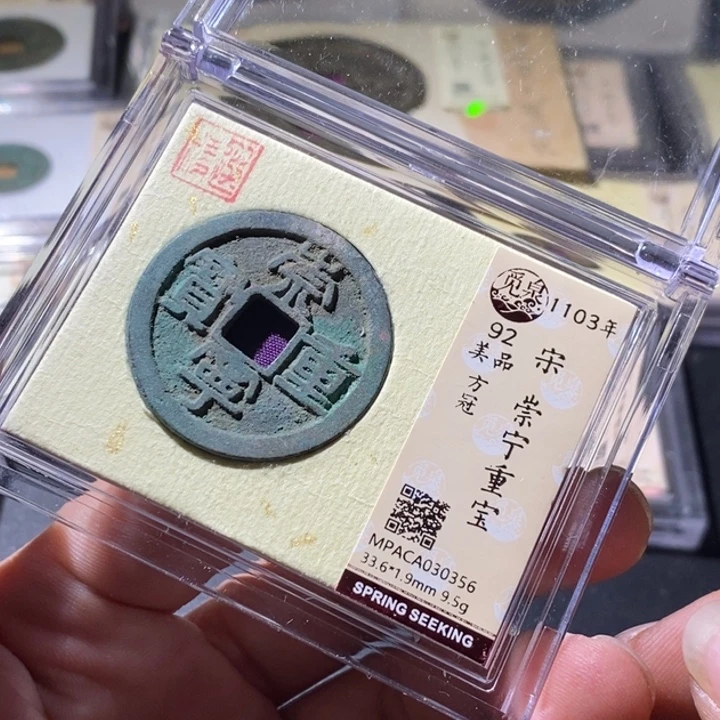 崇寧重寶
觅泉
1103年
92
美品
方冠
宋 崇宁重宝
MPACA030356
33.6*1.9mm 9.5g
SPRING SEEKING